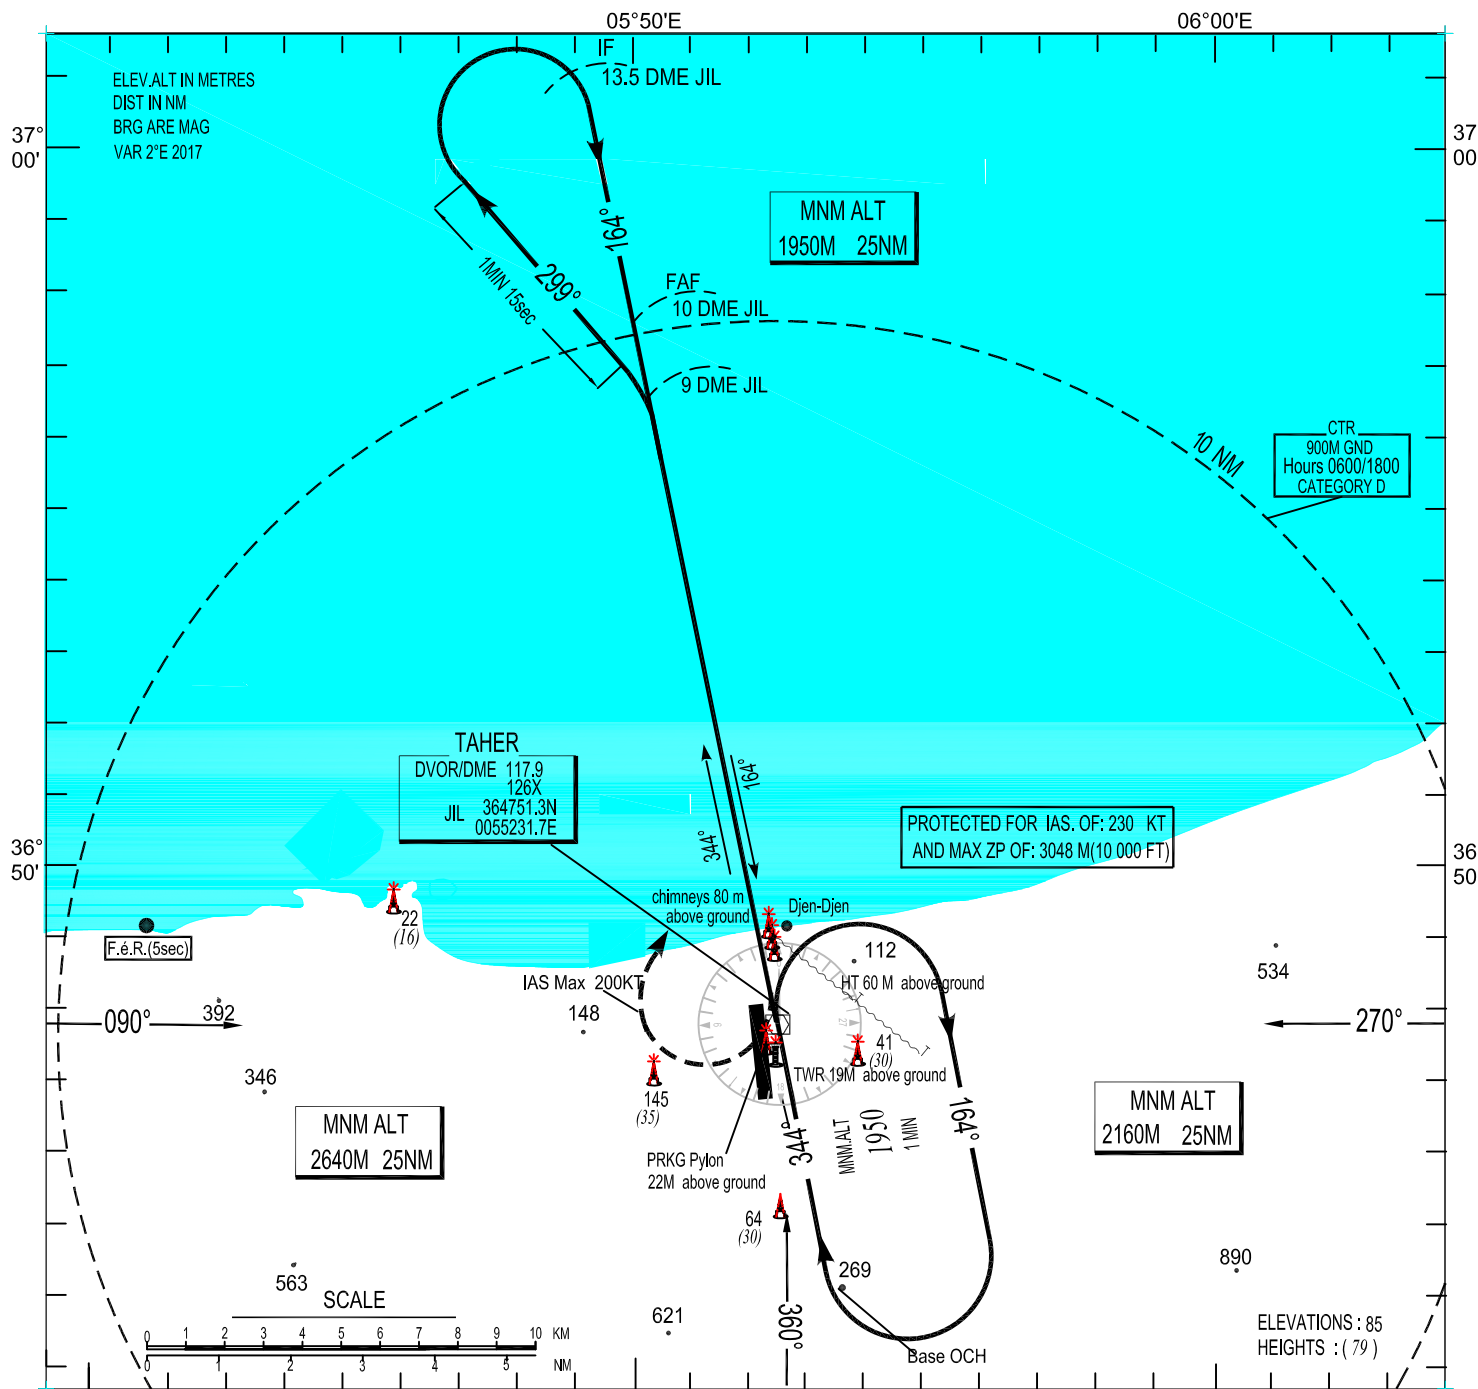 05°50'E
06°00'E
IF
13.5 DME JIL
ELEV.ALT IN METRES
DIST IN NM
BRG ARE MAG
VAR 2°E 2017
37°
00'
37
00
MNM ALT
1950M 25NM
164°
299°
1MIN 15sec
FAF
10 DME JIL
9 DME JIL
10 NM
CTR
900M GND
Hours 0600/1800
CATEGORY D
TAHER
DVOR/DME 117.9
126X
JIL 364751.3N
0055231.7E
164°
344°
PROTECTED FOR IAS. OF: 230 KT
AND MAX ZP OF: 3048 M(10 000 FT)
36°
50'
36
50
chimneys 80 m
above ground
Djen-Djen
22
(16)
F.é.R.(5sec)
112
534
IAS Max 200KT
HT 60 M above ground
392
148
090°
270°
9
27
18
41
(30)
TWR 19M above ground
346
145
(35)
MNM ALT
2640M 25NM
344°
MNM.ALT
1950
1 MIN
164°
MNM ALT
2160M 25NM
PRKG Pylon
22M above ground
64
(30)
269
890
563
621
360°
SCALE
0 1 2 3 4 5 6 7 8 9 10 KM
0 1 2 3 4 5 NM
Base OCH
ELEVATIONS : 85
HEIGHTS : ( 79 )